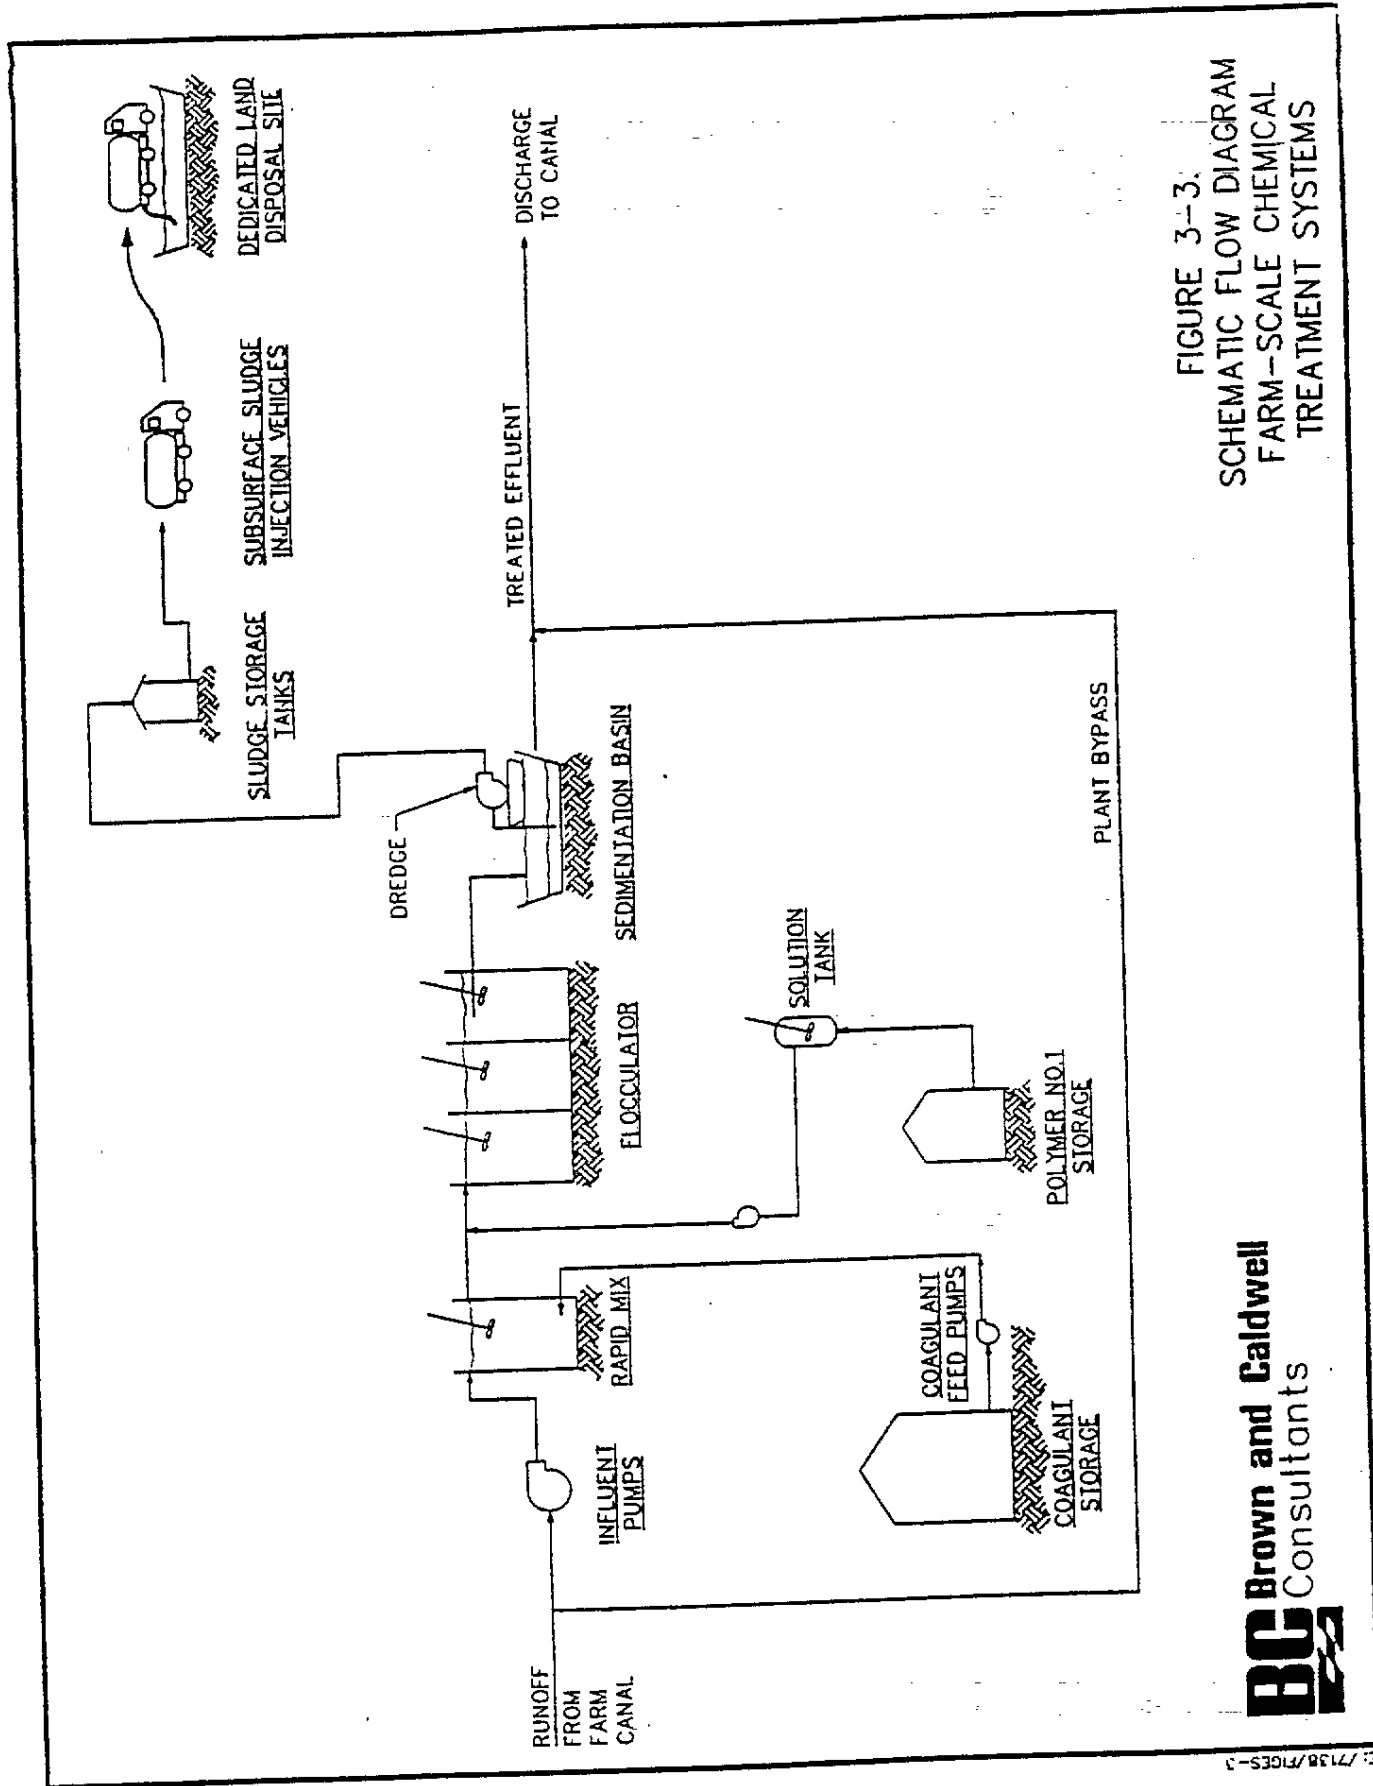 DEDICATED LAND
DISPOSAL SITE
SUBSURFACE SLUDGE
INJECTION VEHICLES
SLUDGE STORAGE
TANKS
DISCHARGE
TO CANAL
TREATED EFFLUENT
DREDGE
SEDIMENTATION BASIN
FLOCCULATOR
RAPID MIX
INFLUENT
PUMPS
RUNOFF
FROM
FARM
CANAL
SOLUTION
TANK
POLYMER NO.1
STORAGE
COAGULANT
FEED PUMPS
COAGULANT
STORAGE
PLANT BYPASS
FIGURE 3-3.
SCHEMATIC FLOW DIAGRAM
FARM-SCALE CHEMICAL
TREATMENT SYSTEMS
BC Brown and Caldwell
Consultants
C:/7138/FIGES-3